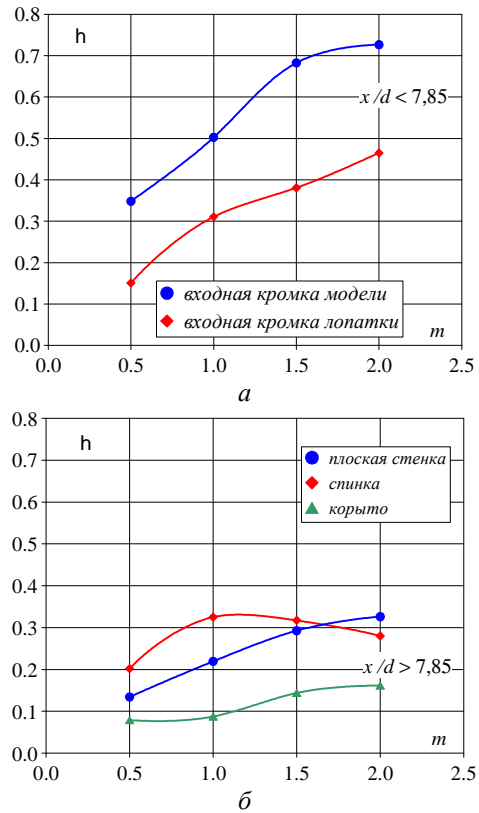 0.8
h
0.7
0.6
x/d < 7,85
0.5
0.4
0.3
0.2
входная кромка модели
0.1
входная кромка лопатки
m
0.0
0.0 0.5 1.0 1.5 2.0 2.5
а
0.8
h
0.7
плоская стенка
спинка
0.6
корыто
0.5
0.4
0.3
0.2
x/d > 7,85
0.1
m
0.0
0.0 0.5 1.0 1.5 2.0 2.5
б